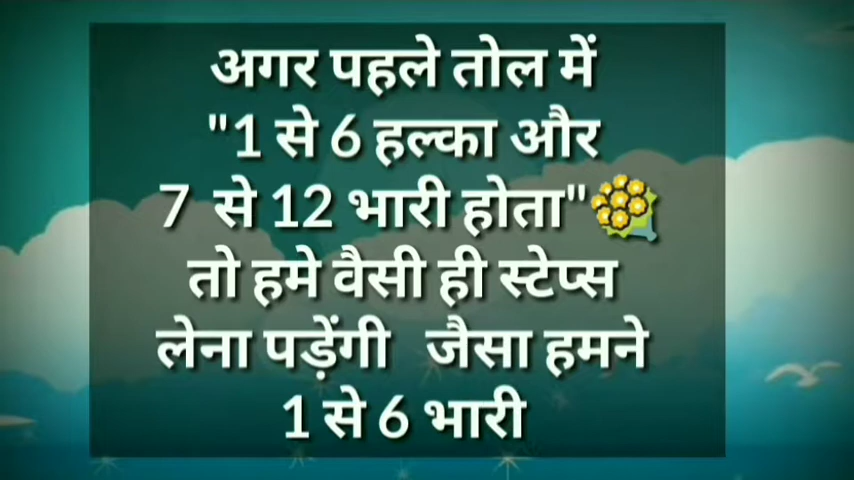 अगर पहले तोल में
"1 से 6 हल्का और
7 से 12 भारी होता"
तो हमे वैसी ही स्टेप्स
लेना पड़ेंगी जैसा हमने
1 से 6 भारी